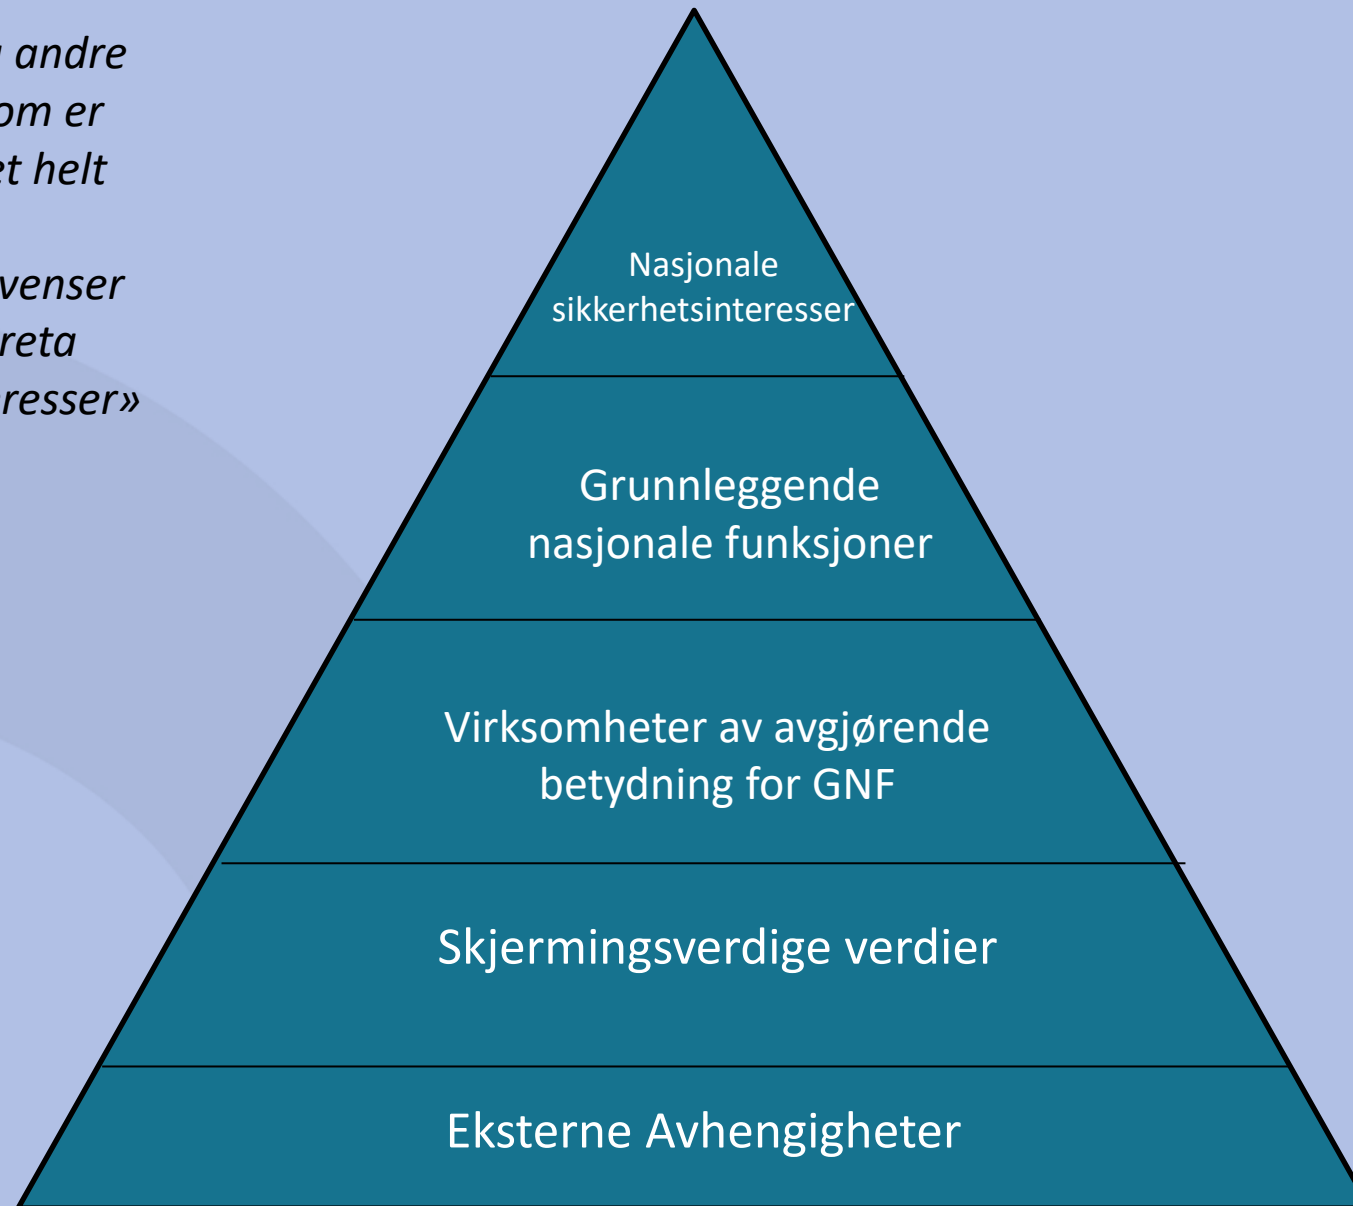 andre
om er
et helt
venser
reta
resser»
Nasjonale
sikkerhetsinteresser
Grunnleggende
nasjonale funksjoner
Virksomheter av avgjørende
betydning for GNF
Skjermingsverdige verdier
Eksterne Avhengigheter